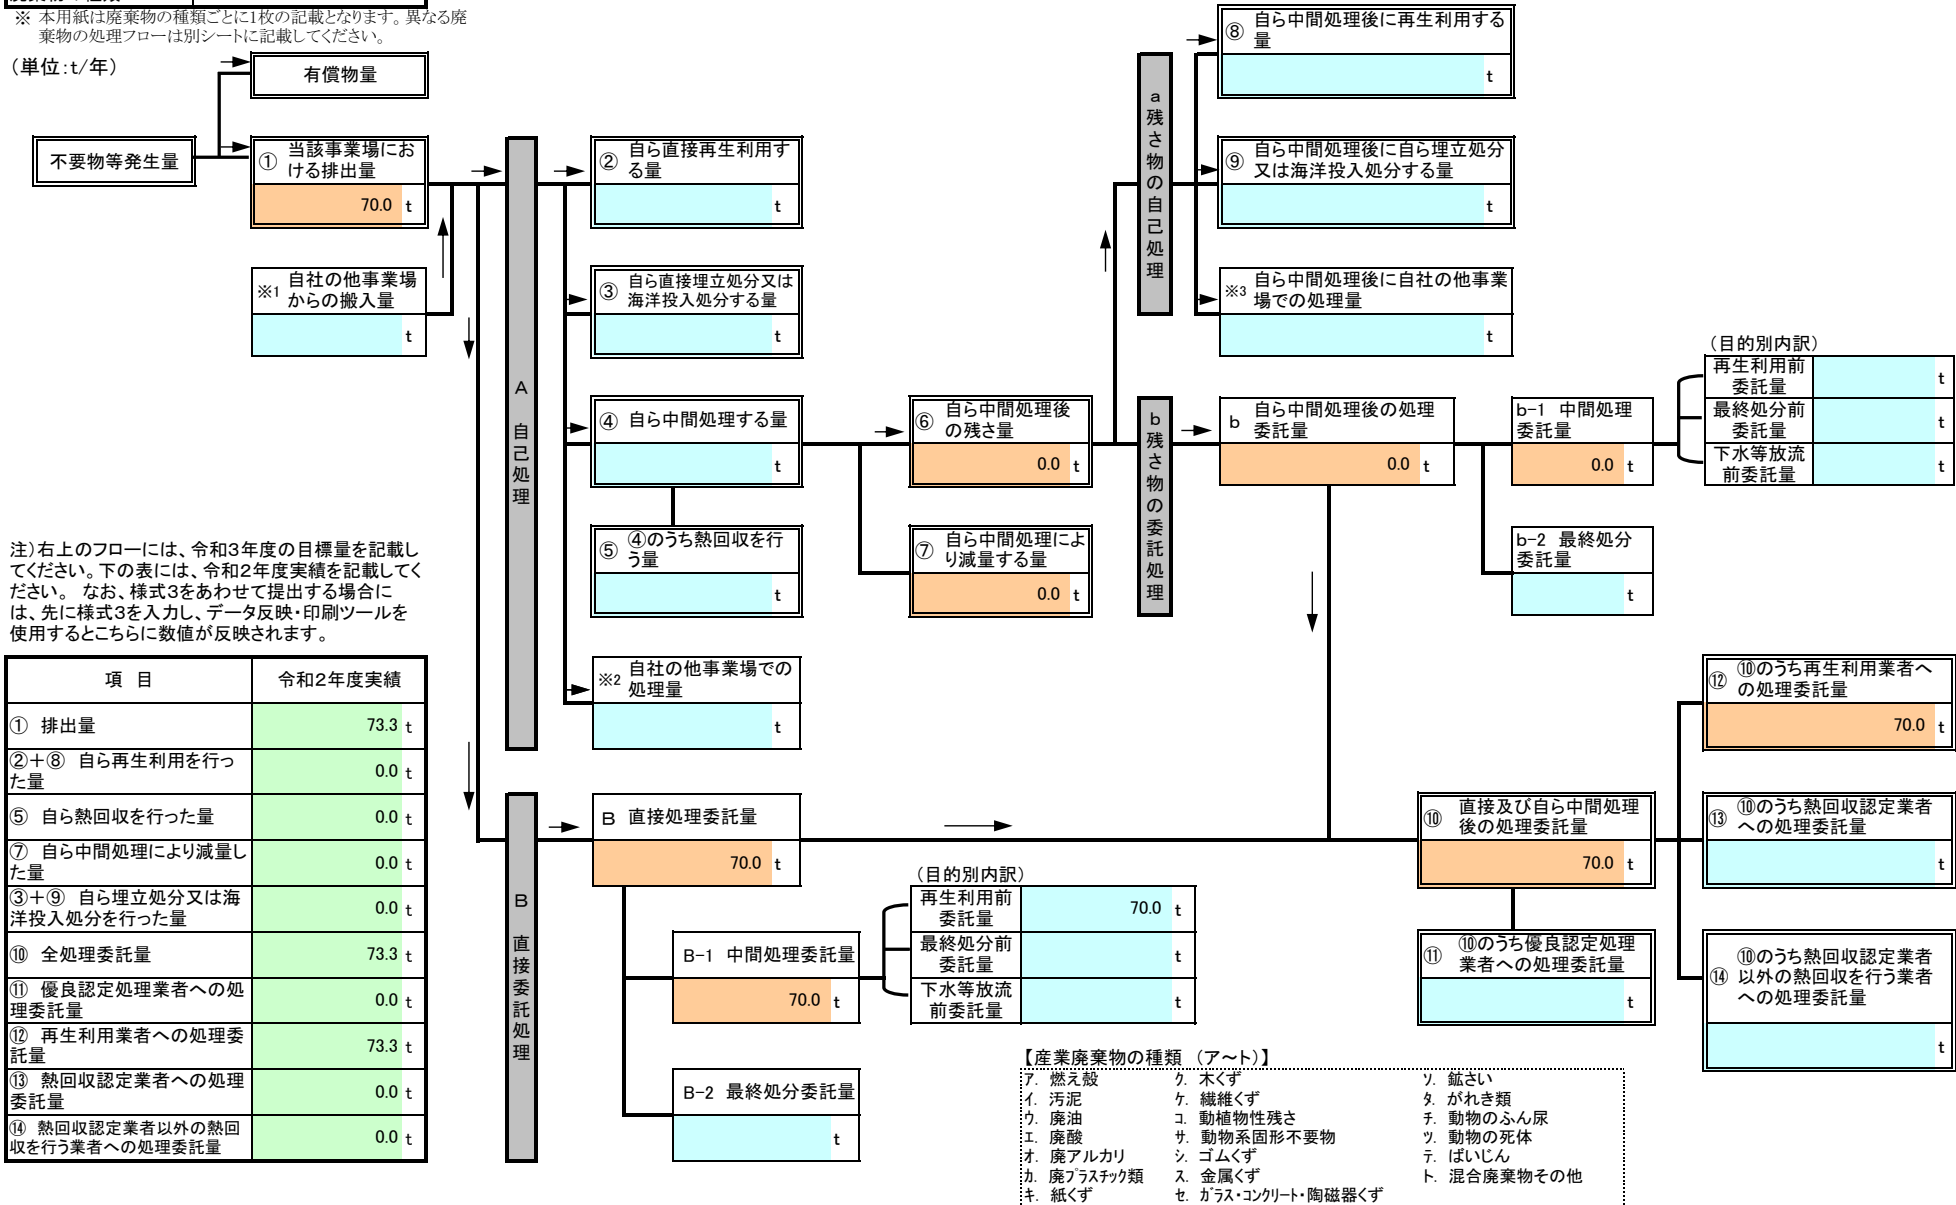 ※ 本用紙は廃棄物の種類ごとに1枚の記載となります。異なる廃
棄物の処理フローは別シートに記載してください。
(単位:t/年)
有償物量
不要物等発生量
① 当該事業場にお
ける排出量
70.0 t
※1 自社の他事業場
からの搬入量
t
A 自己処理
② 自ら直接再生利用す
る量
t
③ 自ら直接埋立処分又は
海洋投入処分する量
t
④ 自ら中間処理する量
t
⑤ ④のうち熱回収を行
う量
t
※2 自社の他事業場での
処理量
t
⑥ 自ら中間処理後
の残さ量
0.0 t
⑦ 自ら中間処理によ
り減量する量
0.0 t
a 残さ物の自己処理
⑧ 自ら中間処理後に再生利用する
量
t
⑨ 自ら中間処理後に自ら埋立処分
又は海洋投入処分する量
t
※3 自ら中間処理後に自社の他事業
場での処理量
t
b 残さ物の委託処理
b 自ら中間処理後の処理
委託量
0.0 t
b-1 中間処理
委託量
0.0 t
b-2 最終処分
委託量
t
(目的別内訳)
再生利用前
委託量
t
最終処分前
委託量
t
下水等放流
前委託量
t
注)右上のフローには、令和3年度の目標量を記載し
てください。下の表には、令和2年度実績を記載してく
ださい。 なお、様式3をあわせて提出する場合に
は、先に様式3を入力し、データ反映・印刷ツールを
使用するとこちらに数値が反映されます。
項 目 令和2年度実績
① 排出量 73.3 t
②+⑧ 自ら再生利用を行っ
た量 0.0 t
⑤ 自ら熱回収を行った量 0.0 t
⑦ 自ら中間処理により減量し
た量 0.0 t
③+⑨ 自ら埋立処分又は海
洋投入処分を行った量 0.0 t
⑩ 全処理委託量 73.3 t
⑪ 優良認定処理業者への処
理委託量 0.0 t
⑫ 再生利用業者への処理委
託量 73.3 t
⑬ 熱回収認定業者への処理
委託量 0.0 t
⑭ 熱回収認定業者以外の熱回
収を行う業者への処理委託量 0.0 t
B 直接委託処理
B 直接処理委託量
70.0 t
B-1 中間処理委託量
70.0 t
B-2 最終処分委託量
t
(目的別内訳)
再生利用前
委託量
70.0 t
最終処分前
委託量
t
下水等放流
前委託量
t
⑩ 直接及び自ら中間処理
後の処理委託量
70.0 t
⑪ ⑩のうち優良認定処理
業者への処理委託量
t
⑫ ⑩のうち再生利用業者へ
の処理委託量
70.0 t
⑬ ⑩のうち熱回収認定業者
への処理委託量
t
⑭ ⑩のうち熱回収認定業者
以外の熱回収を行う業者
への処理委託量
t
【産業廃棄物の種類 (ア~ト)】
ア. 燃え殻
イ. 汚泥
ウ. 廃油
エ. 廃酸
オ. 廃アルカリ
カ. 廃プラスチック類
キ. 紙くず
ク. 木くず
ケ. 繊維くず
コ. 動植物性残さ
サ. 動物系固形不要物
シ. ゴムくず
ス. 金属くず
セ. ガラス・コンクリート・陶磁器くず
ソ. 鉱さい
タ. がれき類
チ. 動物のふん尿
ツ. 動物の死体
テ. ばいじん
ト. 混合廃棄物その他